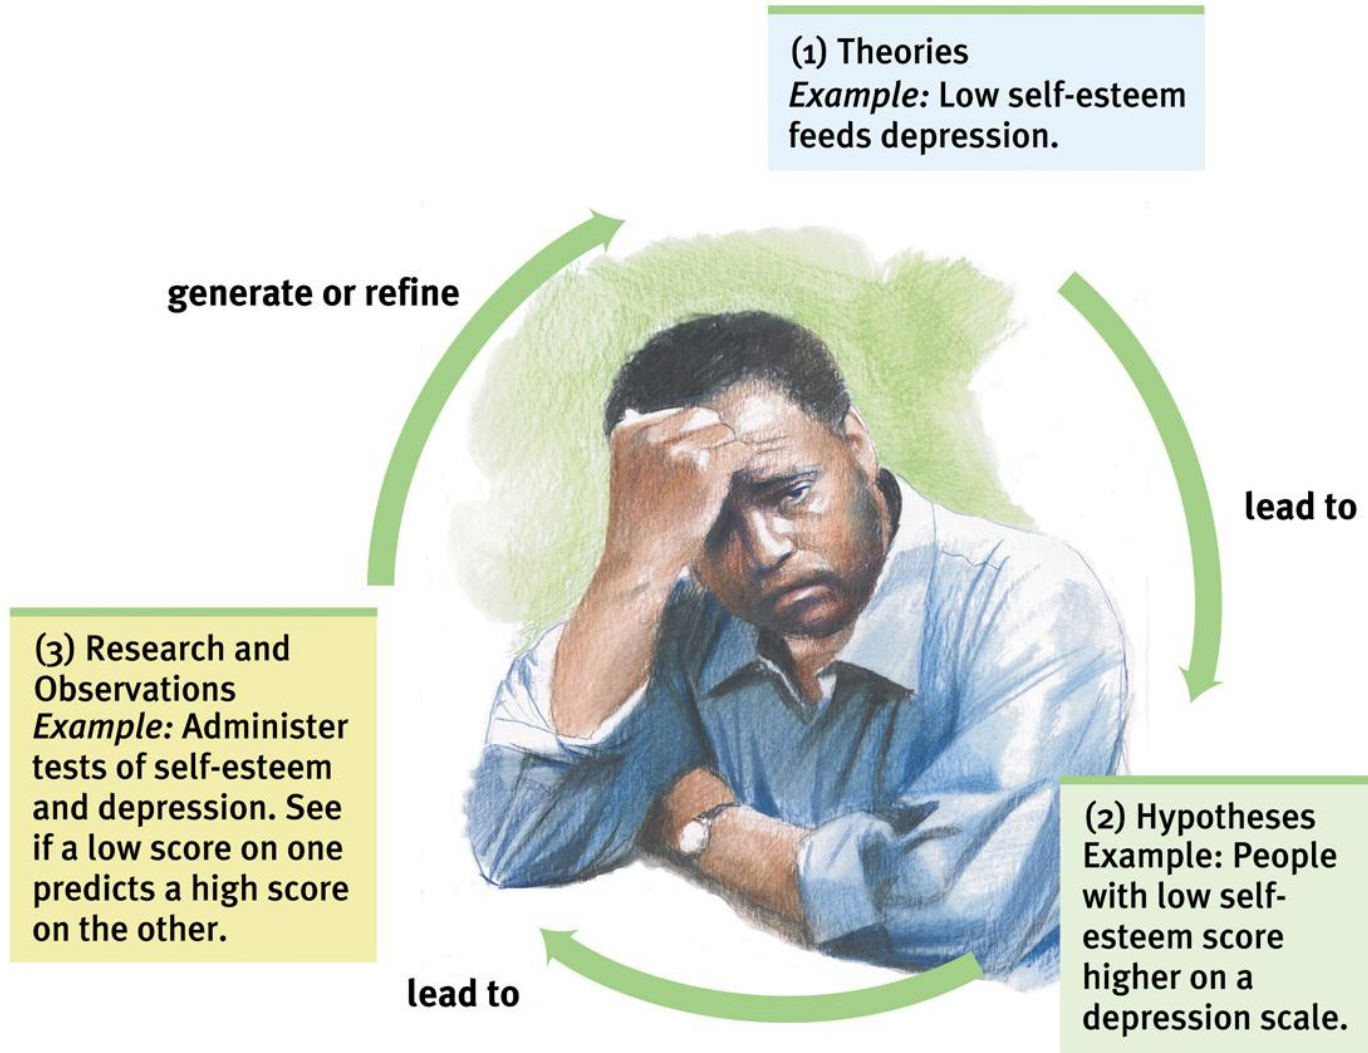 (1) Theories
Example: Low self-esteem
feeds depression.
generate or refine
lead to
(3) Research and
Observations
Example: Administer
tests of self-esteem
and depression. See
if a low score on one
predicts a high score
on the other.
(2) Hypotheses
Example: People
with low self-
esteem score
higher on a
depression scale.
lead to